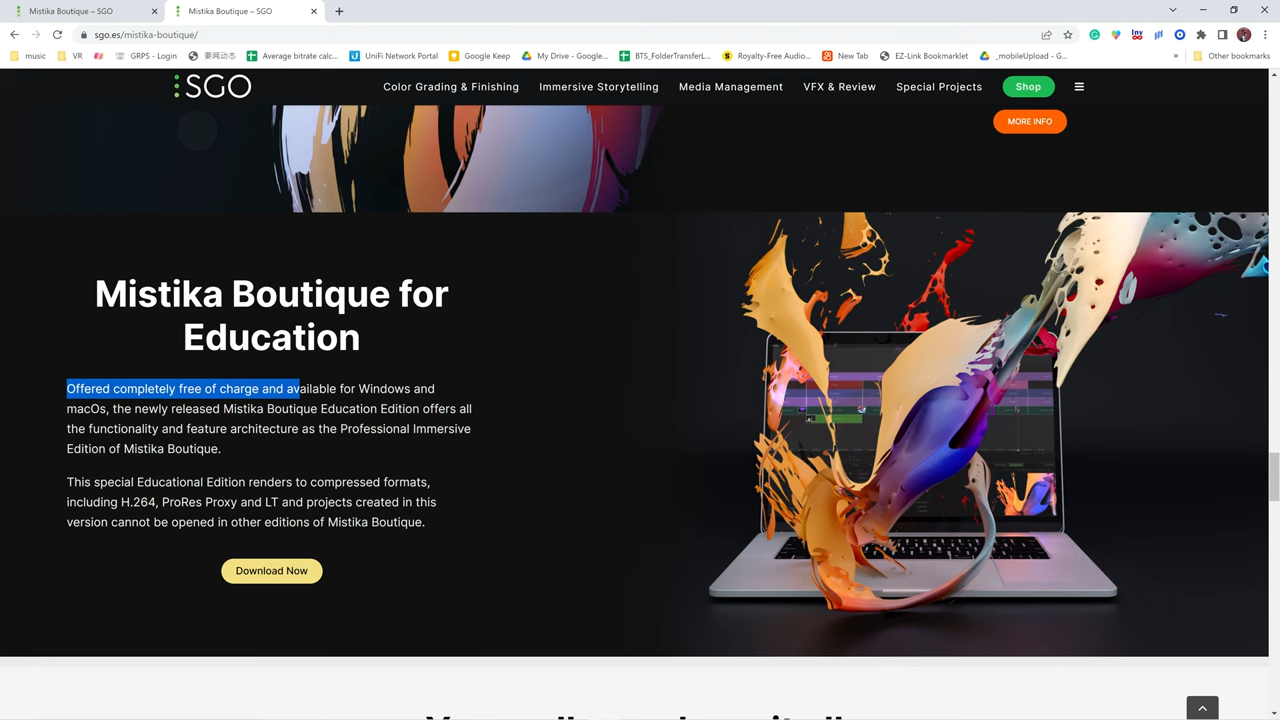 Mistika Boutique – SGO
Mistika Boutique – SGO
sgo.es/mistika-boutique/
music
VR
GRPS - Login
要闻动态
Average bitrate calc...
UniFi Network Portal
Google Keep
My Drive - Google...
BTS_FolderTransferL...
Royalty-Free Audio...
New Tab
EZ-Link Bookmarklet
_mobileUpload - G...
»
Other bookmarks
SGO
Color Grading & Finishing
Immersive Storytelling
Media Management
VFX & Review
Special Projects
Shop
MORE INFO
Mistika Boutique for
Education
Offered completely free of charge and available for Windows and
macOs, the newly released Mistika Boutique Education Edition offers all
the functionality and feature architecture as the Professional Immersive
Edition of Mistika Boutique.
This special Educational Edition renders to compressed formats,
including H.264, ProRes Proxy and LT and projects created in this
version cannot be opened in other editions of Mistika Boutique.
Download Now